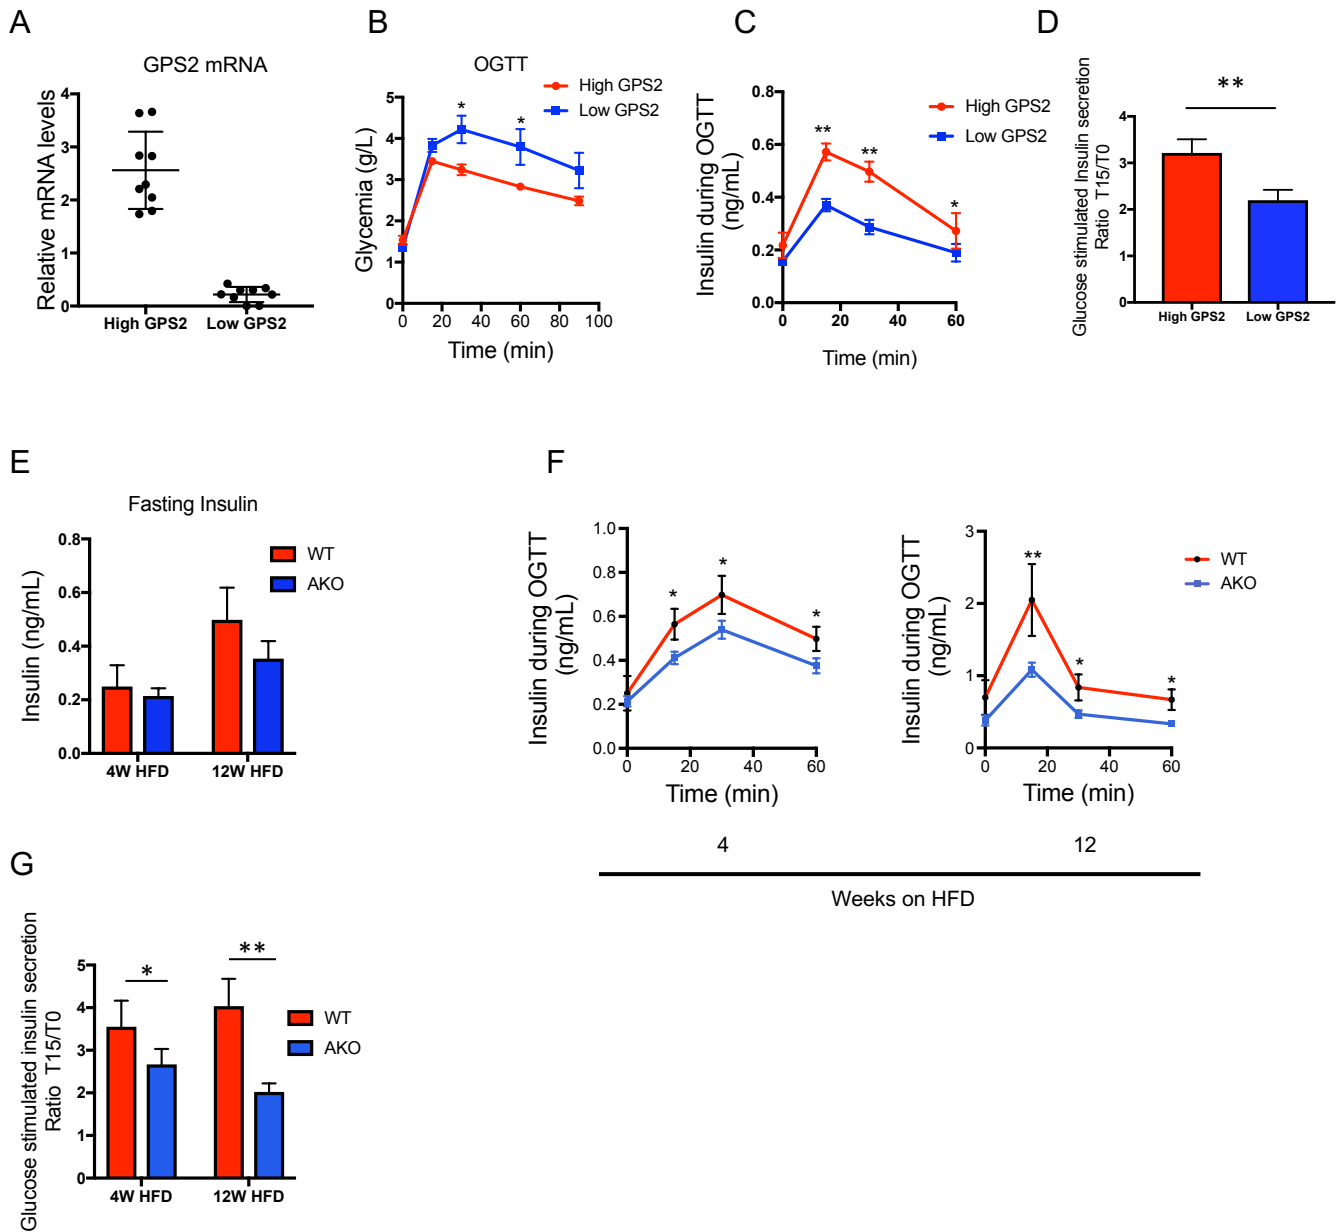 A
GPS2 mRNA
Relative mRNA levels
4
3
2
1
0
High GPS2
Low GPS2
B
OGTT
High GPS2
Low GPS2
Glycemia (g/L)
5
4
3
2
1
0
*
*
0
20
40
60
80
100
Time (min)
C
High GPS2
Low GPS2
Insulin during OGTT
(ng/mL)
0.8
0.6
0.4
0.2
0.0
**
**
*
0
20
40
60
Time (min)
D
**
Glucose stimulated Insulin secretion
Ratio T15/T0
4
3
2
1
0
High GPS2
Low GPS2
E
Fasting Insulin
Insulin (ng/mL)
0.8
0.6
0.4
0.2
0.0
WT
AKO
4W HFD
12W HFD
F
Insulin during OGTT
(ng/mL)
1.0
0.8
0.6
0.4
0.2
0.0
*
*
*
0
20
40
60
Time (min)
Insulin during OGTT
(ng/mL)
3
2
1
0
**
*
*
0
20
40
60
Time (min)
WT
AKO
4
12
Weeks on HFD
G
Glucose stimulated insulin secretion
Ratio T15/T0
5
4
3
2
1
0
*
**
WT
AKO
4W HFD
12W HFD